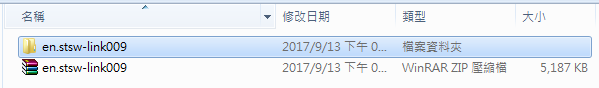 名稱 修改日期 類型 大小
en.stsw-link009 2017/9/13 下午 0... 檔案資料夾
en.stsw-link009 2017/9/13 下午 0... WinRAR ZIP 壓縮檔 5,187 KB